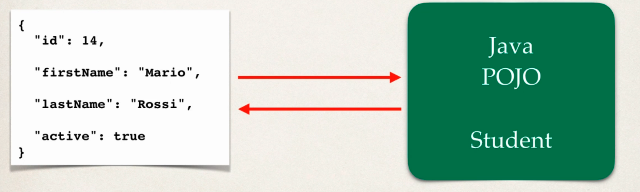 {
"id": 14,
"firstName": "Mario",
"lastName": "Rossi",
"active": true
}
Java
POJO
Student